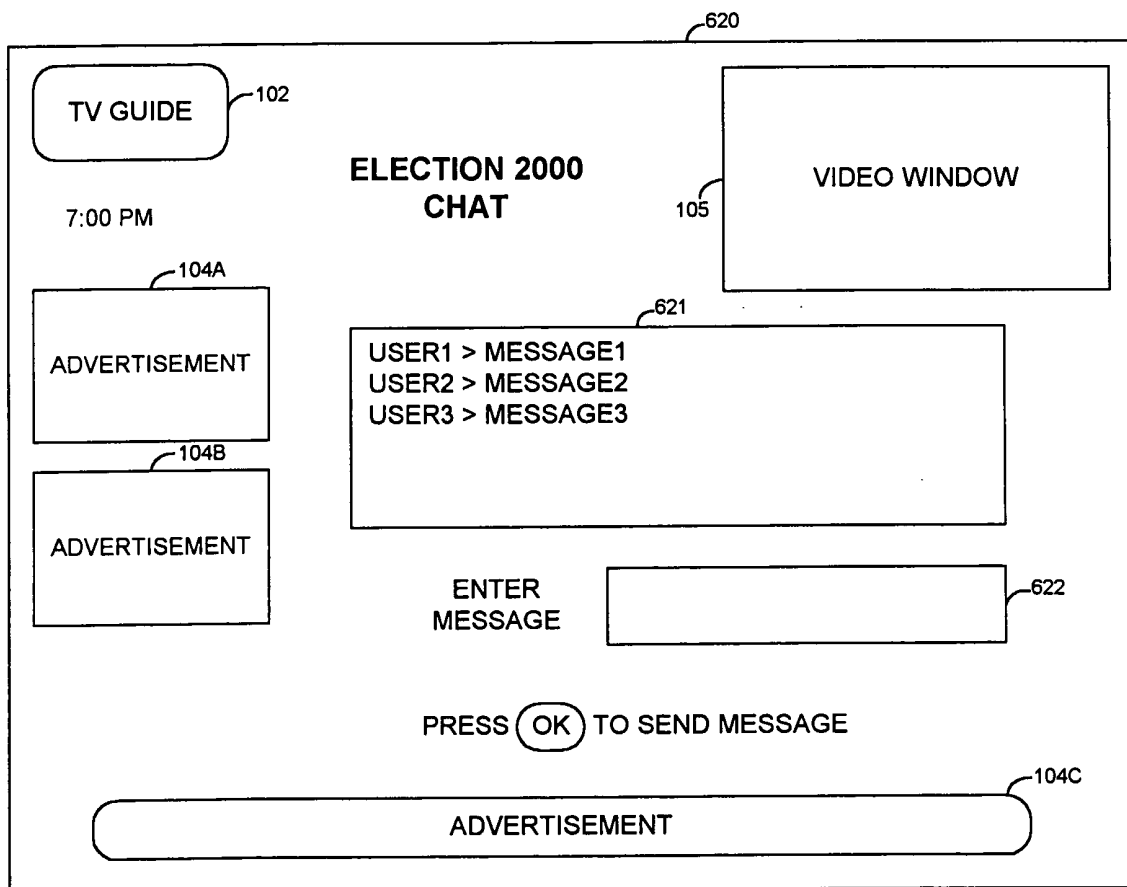 620
TV GUIDE
102
ELECTION 2000
CHAT
VIDEO WINDOW
105
7:00 PM
104A
ADVERTISEMENT
621
USER1 > MESSAGE1
USER2 > MESSAGE2
USER3 > MESSAGE3
104B
ADVERTISEMENT
ENTER
MESSAGE
622
PRESS OK TO SEND MESSAGE
104C
ADVERTISEMENT